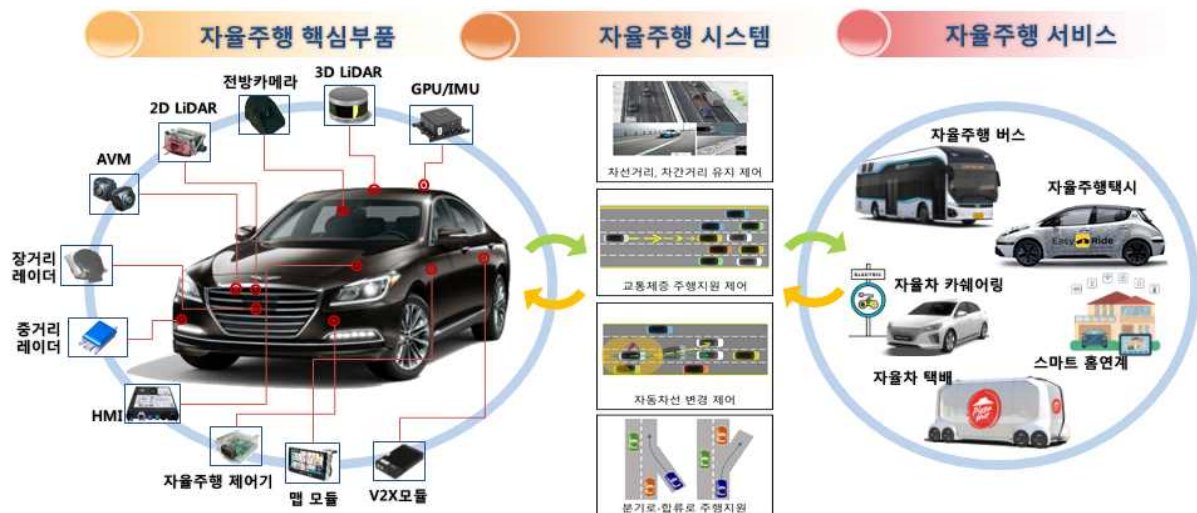 자율주행 핵심부품
자율주행 시스템
자율주행 서비스
3D LiDAR
전방카메라
GPU/IMU
2D LiDAR
AVM
장거리
레이더
중거리
레이더
HMI
자율주행 제어기
맵 모듈
V2X모듈
차선거리, 차간거리 유지 제어
교통체증 주행지원 제어
자동차선 변경 제어
분기로·합류로 주행지원
자율주행 버스
자율주행택시
Easy Ride
ELECTRIC
자율차 카쉐어링
스마트 홈연계
자율차 택배
Pizza Hut